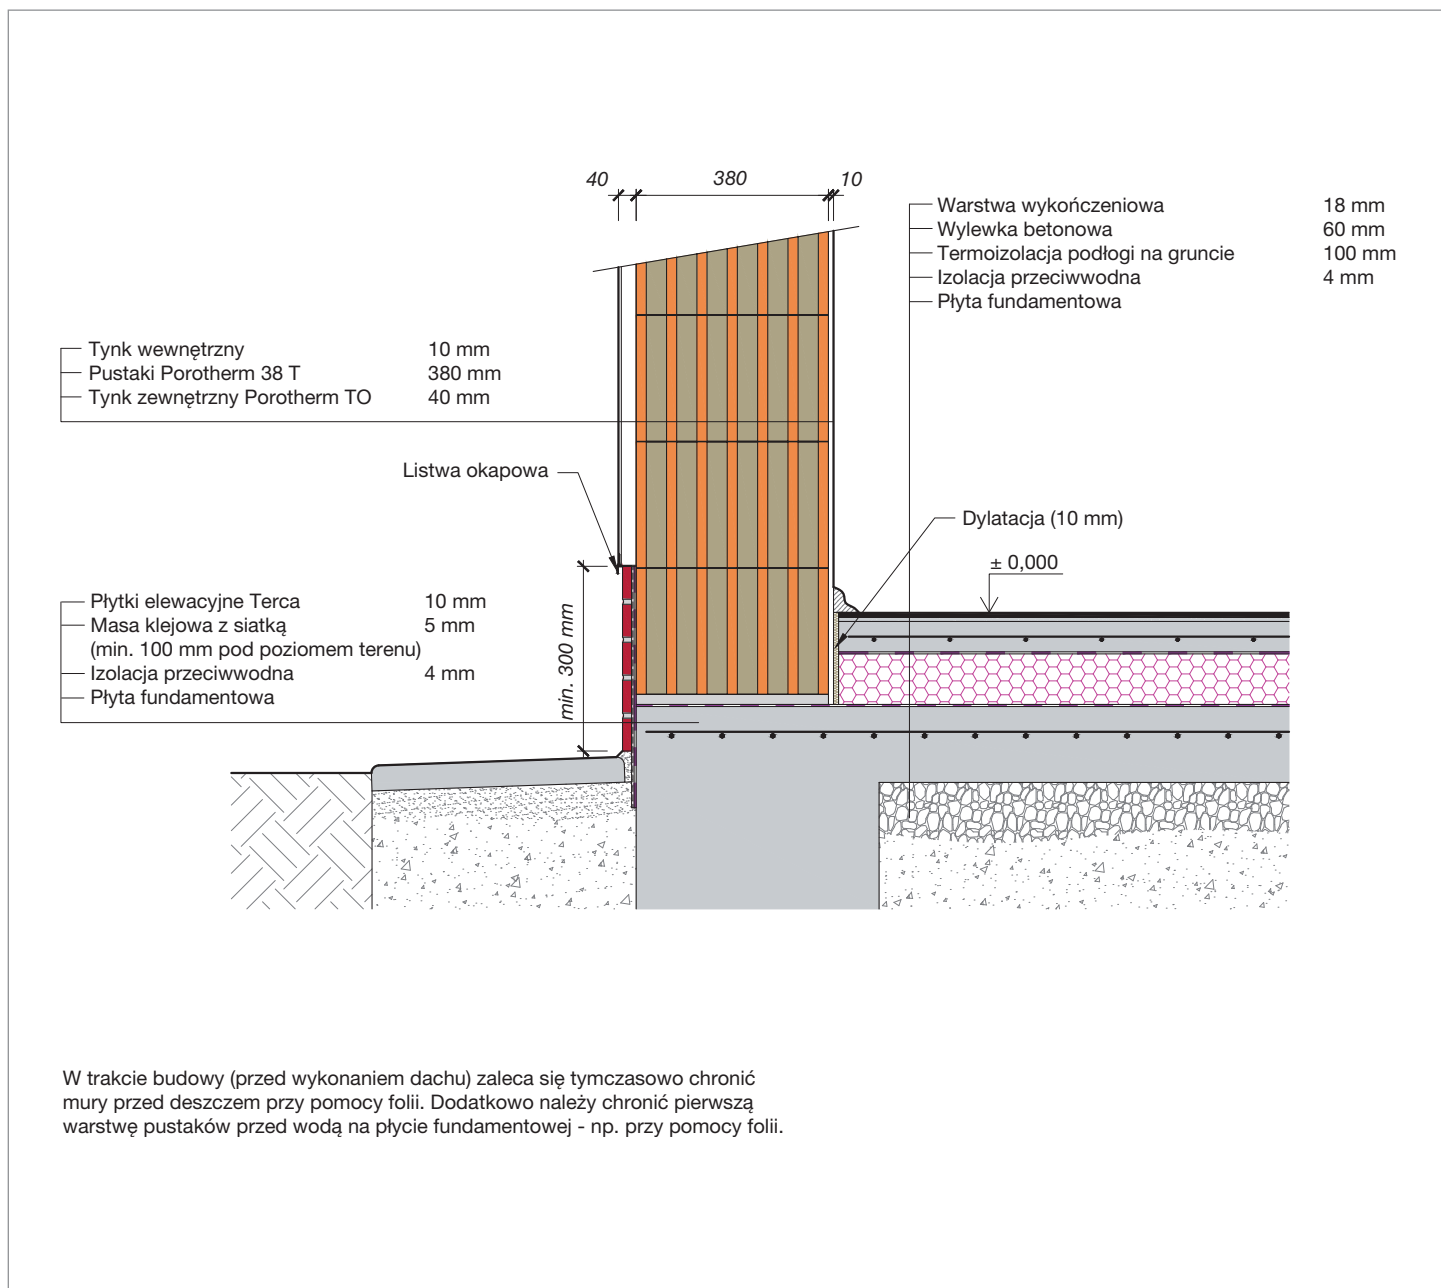 40 380 10
Warstwa wykończeniowa 18 mm
Wylewka betonowa 60 mm
Termoizolacja podłogi na gruncie 100 mm
Izolacja przeciwwodna 4 mm
Płyta fundamentowa
Tynk wewnętrzny 10 mm
Pustaki Porotherm 38 T 380 mm
Tynk zewnętrzny Porotherm TO 40 mm
Listwa okapowa
Dylatacja (10 mm)
± 0,000
Płytki elewacyjne Terca 10 mm
Masa klejowa z siatką 5 mm
(min. 100 mm pod poziomem terenu)
Izolacja przeciwwodna 4 mm
Płyta fundamentowa
min. 300 mm
W trakcie budowy (przed wykonaniem dachu) zaleca się tymczasowo chronić
mury przed deszczem przy pomocy folii. Dodatkowo należy chronić pierwszą
warstwę pustaków przed wodą na płycie fundamentowej - np. przy pomocy folii.